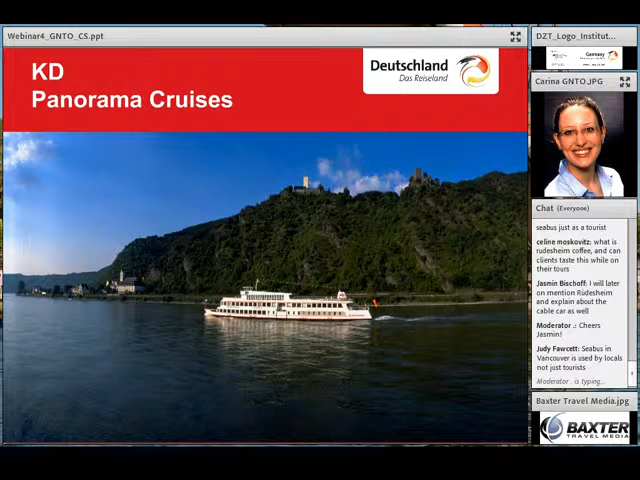 Webinar4_GNTO_CS.ppt
KD
Panorama Cruises
Deutschland
Das Reiseland
DZT_Logo_Institut...
Germany
Carina GNTO.JPG
Chat (Everyone)
seabus just as a tourist
celine moskovitz: what is
rudesheim coffee, and can
clients taste this while on
their tours
Jasmin Bischoff: I will later
on mention Rüdesheim
and explain about the
cable car as well
Moderator .: Cheers
Jasmin!
Judy Fawcett: Seabus in
Vancouver is used by locals
not just tourists
Moderator . is typing...
Baxter Travel Media.jpg
BAXTER
TRAVEL MEDIA